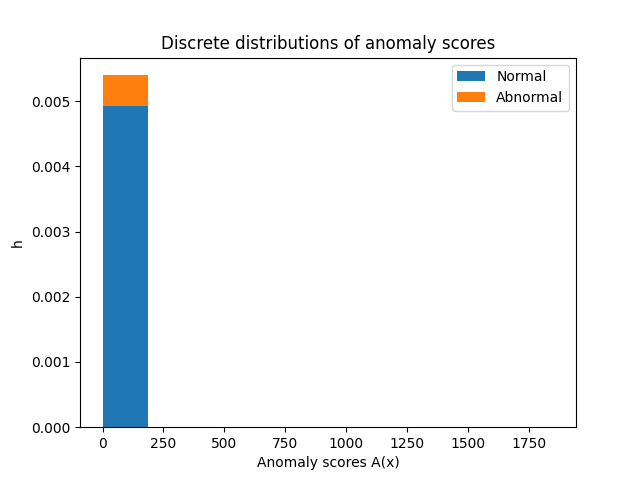 Discrete distributions of anomaly scores
Normal
Abnormal
h
0.005
0.004
0.003
0.002
0.001
0.000
0 250 500 750 1000 1250 1500 1750
Anomaly scores A(x)